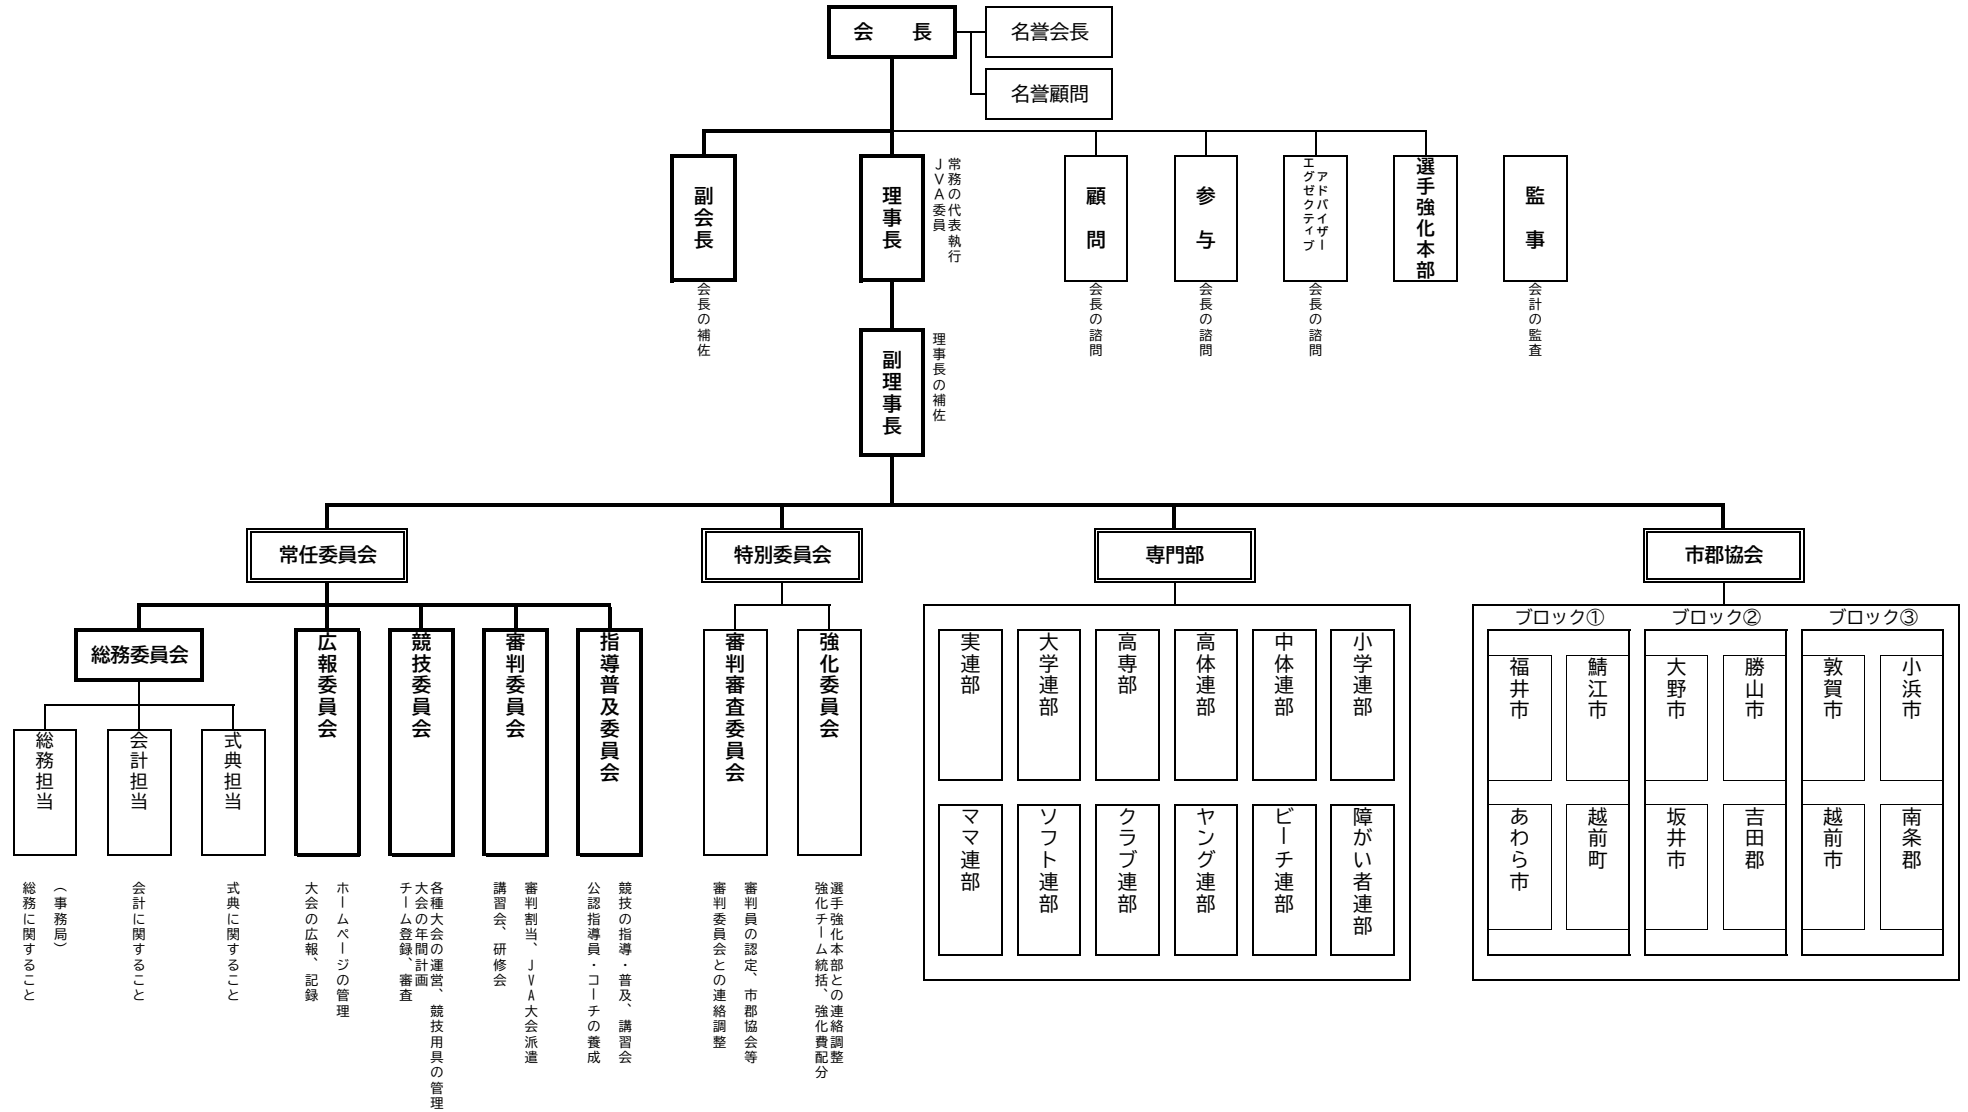 会　　長
名誉会長
名誉顧問
副会長
会長の補佐
理事長
常務の代表執行
ＪＶＡ委員
顧　問
会長の諮問
参　与
会長の諮問
エグゼクティブ
アドバイザー
会長の諮問
選手強化本部
監　事
会計の監査
副理事長
理事長の補佐
常任委員会
特別委員会
専門部
市郡協会
総務委員会
広報委員会
競技委員会
審判委員会
指導普及委員会
審判審査委員会
強化委員会
総務担当
会計担当
式典担当
（事務局）
総務に関すること
会計に関すること
式典に関すること
ホームページの管理
大会の広報、記録
各種大会の運営、競技用具の管理
大会の年間計画
チーム登録、審査
審判割当、ＪＶＡ大会派遣
講習会、研修会
競技の指導・普及、講習会
公認指導員・コーチの養成
審判員の認定、市郡協会等
審判委員会との連絡調整
選手強化本部との連絡調整
強化チーム統括、強化費配分
実連部
大学連部
高専部
高体連部
中体連部
小学連部
ママ連部
ソフト連部
クラブ連部
ヤング連部
ビーチ連部
障がい者連部
ブロック①
ブロック②
ブロック③
福井市
鯖江市
大野市
勝山市
敦賀市
小浜市
あわら市
越前町
坂井市
吉田郡
越前市
南条郡